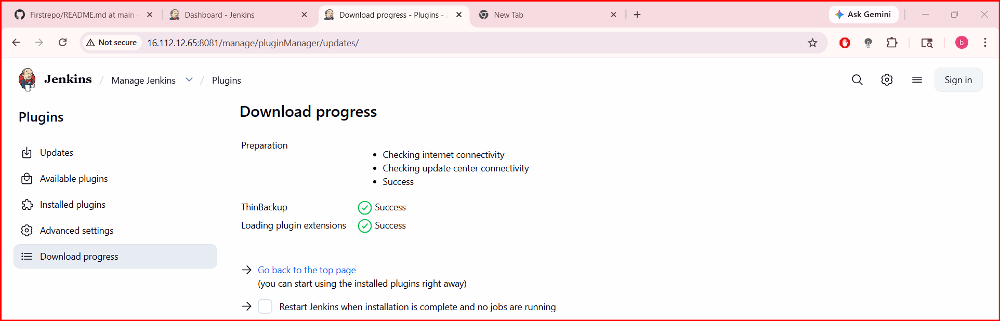 Firstrepo/README.md at main
Dashboard - Jenkins
Download progress - Plugins -
New Tab
Ask Gemini
Not secure
16.112.12.65:8081/manage/pluginManager/updates/
b
Jenkins / Manage Jenkins / Plugins
Sign in
Plugins
Updates
Available plugins
Installed plugins
Advanced settings
Download progress
Download progress
Preparation
• Checking internet connectivity
• Checking update center connectivity
• Success
ThinBackup Success
Loading plugin extensions Success
Go back to the top page
(you can start using the installed plugins right away)
Restart Jenkins when installation is complete and no jobs are running